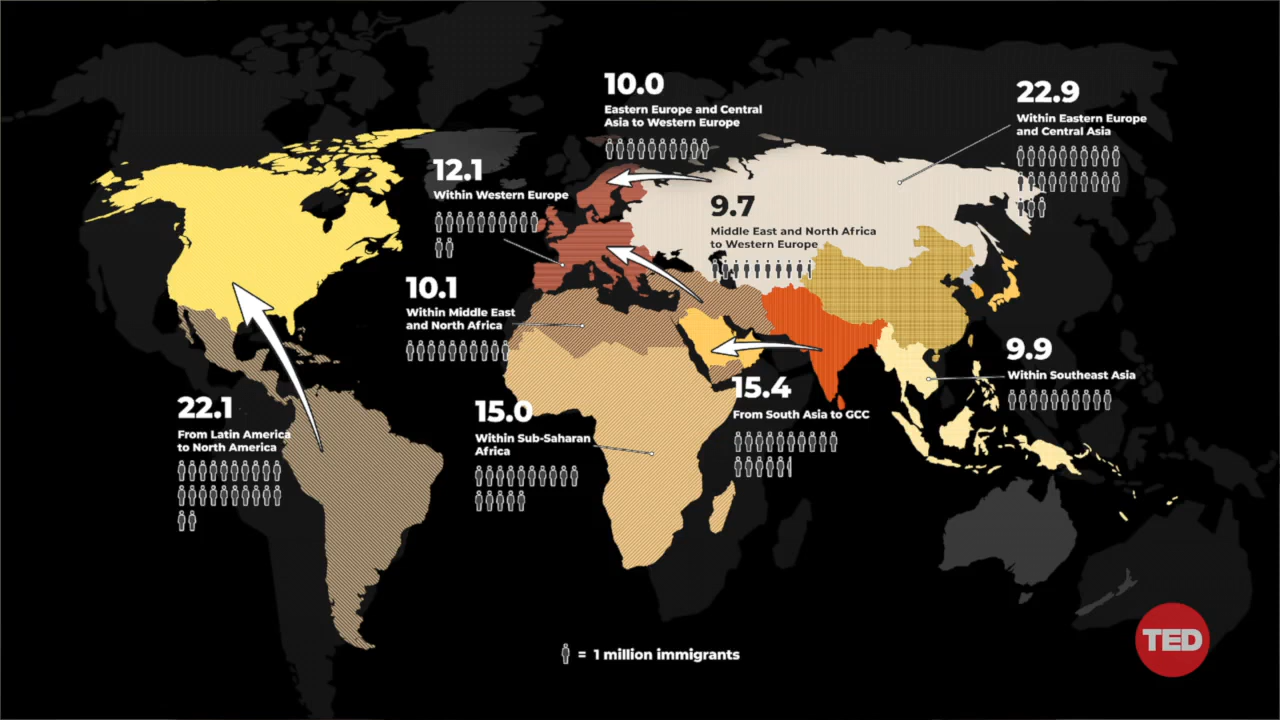 10.0
Eastern Europe and Central
Asia to Western Europe
22.9
Within Eastern Europe
and Central Asia
12.1
Within Western Europe
9.7
Middle East and North Africa
to Western Europe
10.1
Within Middle East
and North Africa
9.9
Within Southeast Asia
22.1
From Latin America
to North America
15.0
Within Sub-Saharan
Africa
15.4
From South Asia to GCC
= 1 million immigrants
TED